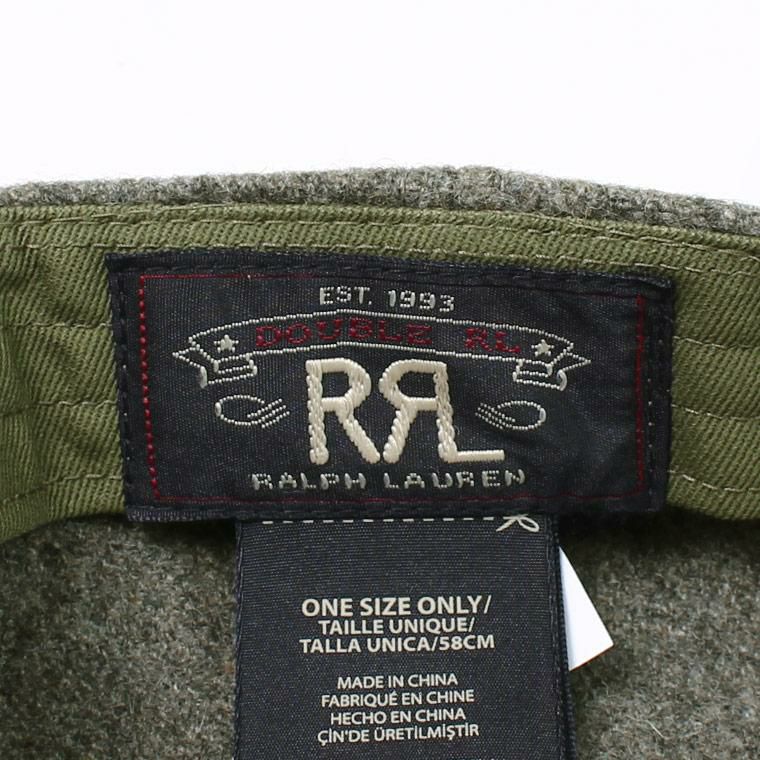 EST. 1993
DOUBLE RL
RRL
RALPH LAUREN
ONE SIZE ONLY/
TAILLE UNIQUE/
TALLA UNICA/58CM
MADE IN CHINA
FABRIQUÉ EN CHINE
HECHO EN CHINA
ÇİN'DE ÜRETİLMİŞTİR